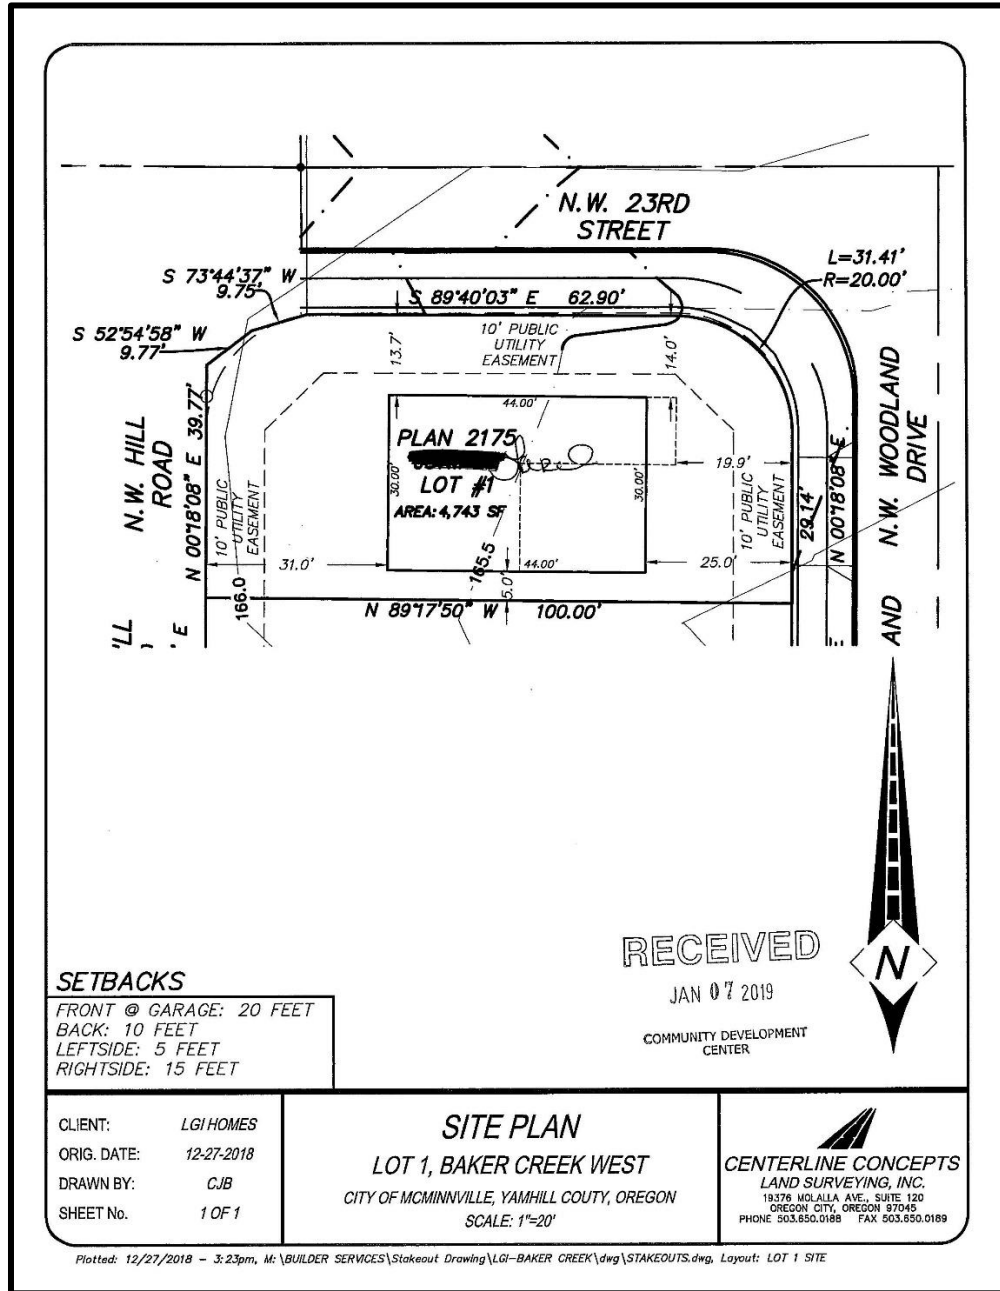 N.W. 23RD
STREET
L=31.41'
R=20.00'
S 73°44'37" W
9.75'
S 89°40'03" E 62.90'
S 52°54'58" W
9.77'
10' PUBLIC
UTILITY
EASEMENT
13.7'
14.0'
N.W. HILL
ROAD
N 00°18'08" E 39.77'
10' PUBLIC
UTILITY
EASEMENT
44.00'
PLAN 2175
LOT #1
AREA: 4,743 SF
30.00'
30.00'
19.9'
10' PUBLIC
UTILITY
EASEMENT
29.14'
N 00°18'08" E
N.W. WOODLAND
DRIVE
31.0'
165.5
44.00'
25.0'
5.0'
166.0
N 89°17'50" W 100.00'
'LL
' E
AND
RECEIVED
JAN 07 2019
COMMUNITY DEVELOPMENT
CENTER
N
SETBACKS
FRONT @ GARAGE: 20 FEET
BACK: 10 FEET
LEFTSIDE: 5 FEET
RIGHTSIDE: 15 FEET
CLIENT: LGI HOMES
ORIG. DATE: 12-27-2018
DRAWN BY: CJB
SHEET No. 1 OF 1
SITE PLAN
LOT 1, BAKER CREEK WEST
CITY OF MCMINNVILLE, YAMHILL COUTY, OREGON
SCALE: 1"=20'
CENTERLINE CONCEPTS
LAND SURVEYING, INC.
19376 MOLALLA AVE., SUITE 120
OREGON CITY, OREGON 97045
PHONE 503.650.0188 FAX 503.650.0189
Plotted: 12/27/2018 - 3:23pm, M:\BUILDER SERVICES\Stakeout Drawing\LGI-BAKER CREEK\dwg\STAKEOUTS.dwg, Layout: LOT 1 SITE